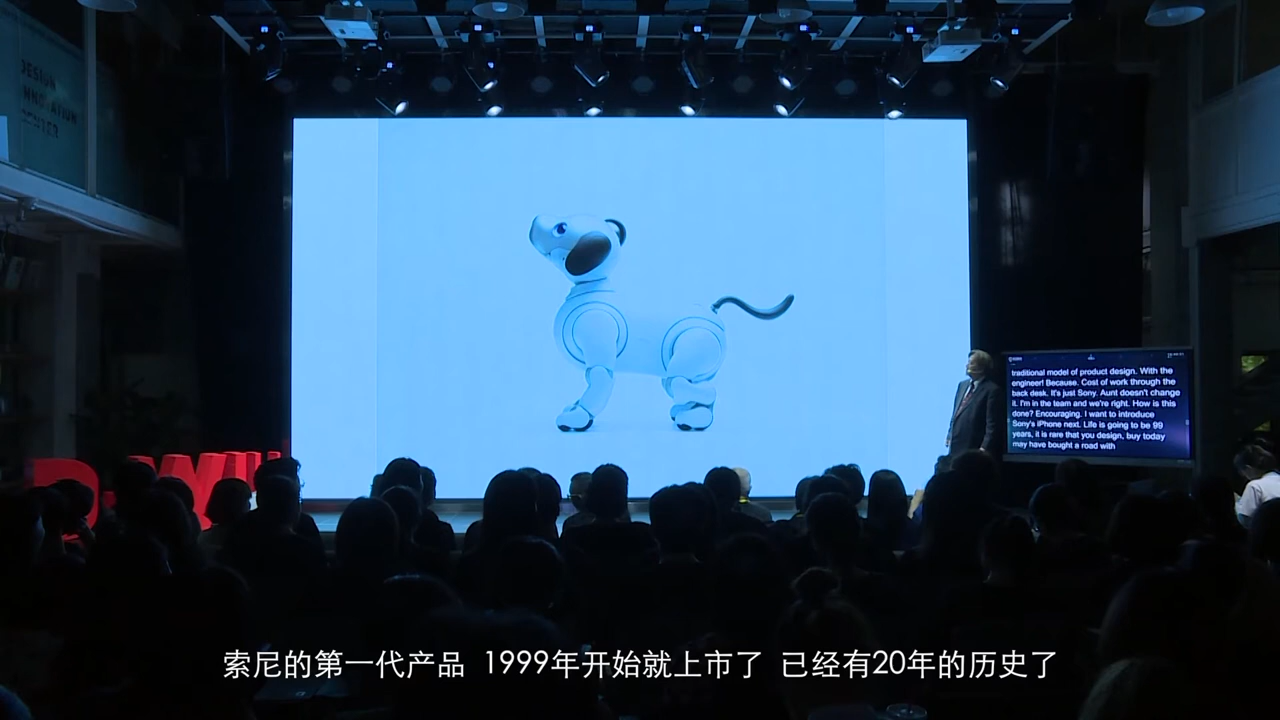 DESIGN
INNOVATION
CENTER
traditional model of product design. With the
engineer! Because. Cost of work through the
back desk. It's just Sony. Aunt doesn't change
it. I'm in the team and we're right. How is this
done? Encouraging. I want to introduce
Sony's iPhone next. Life is going to be 99
years, it is rare that you design, buy today
may have bought a road with
索尼的第一代产品 1999年开始就上市了 已经有20年的历史了